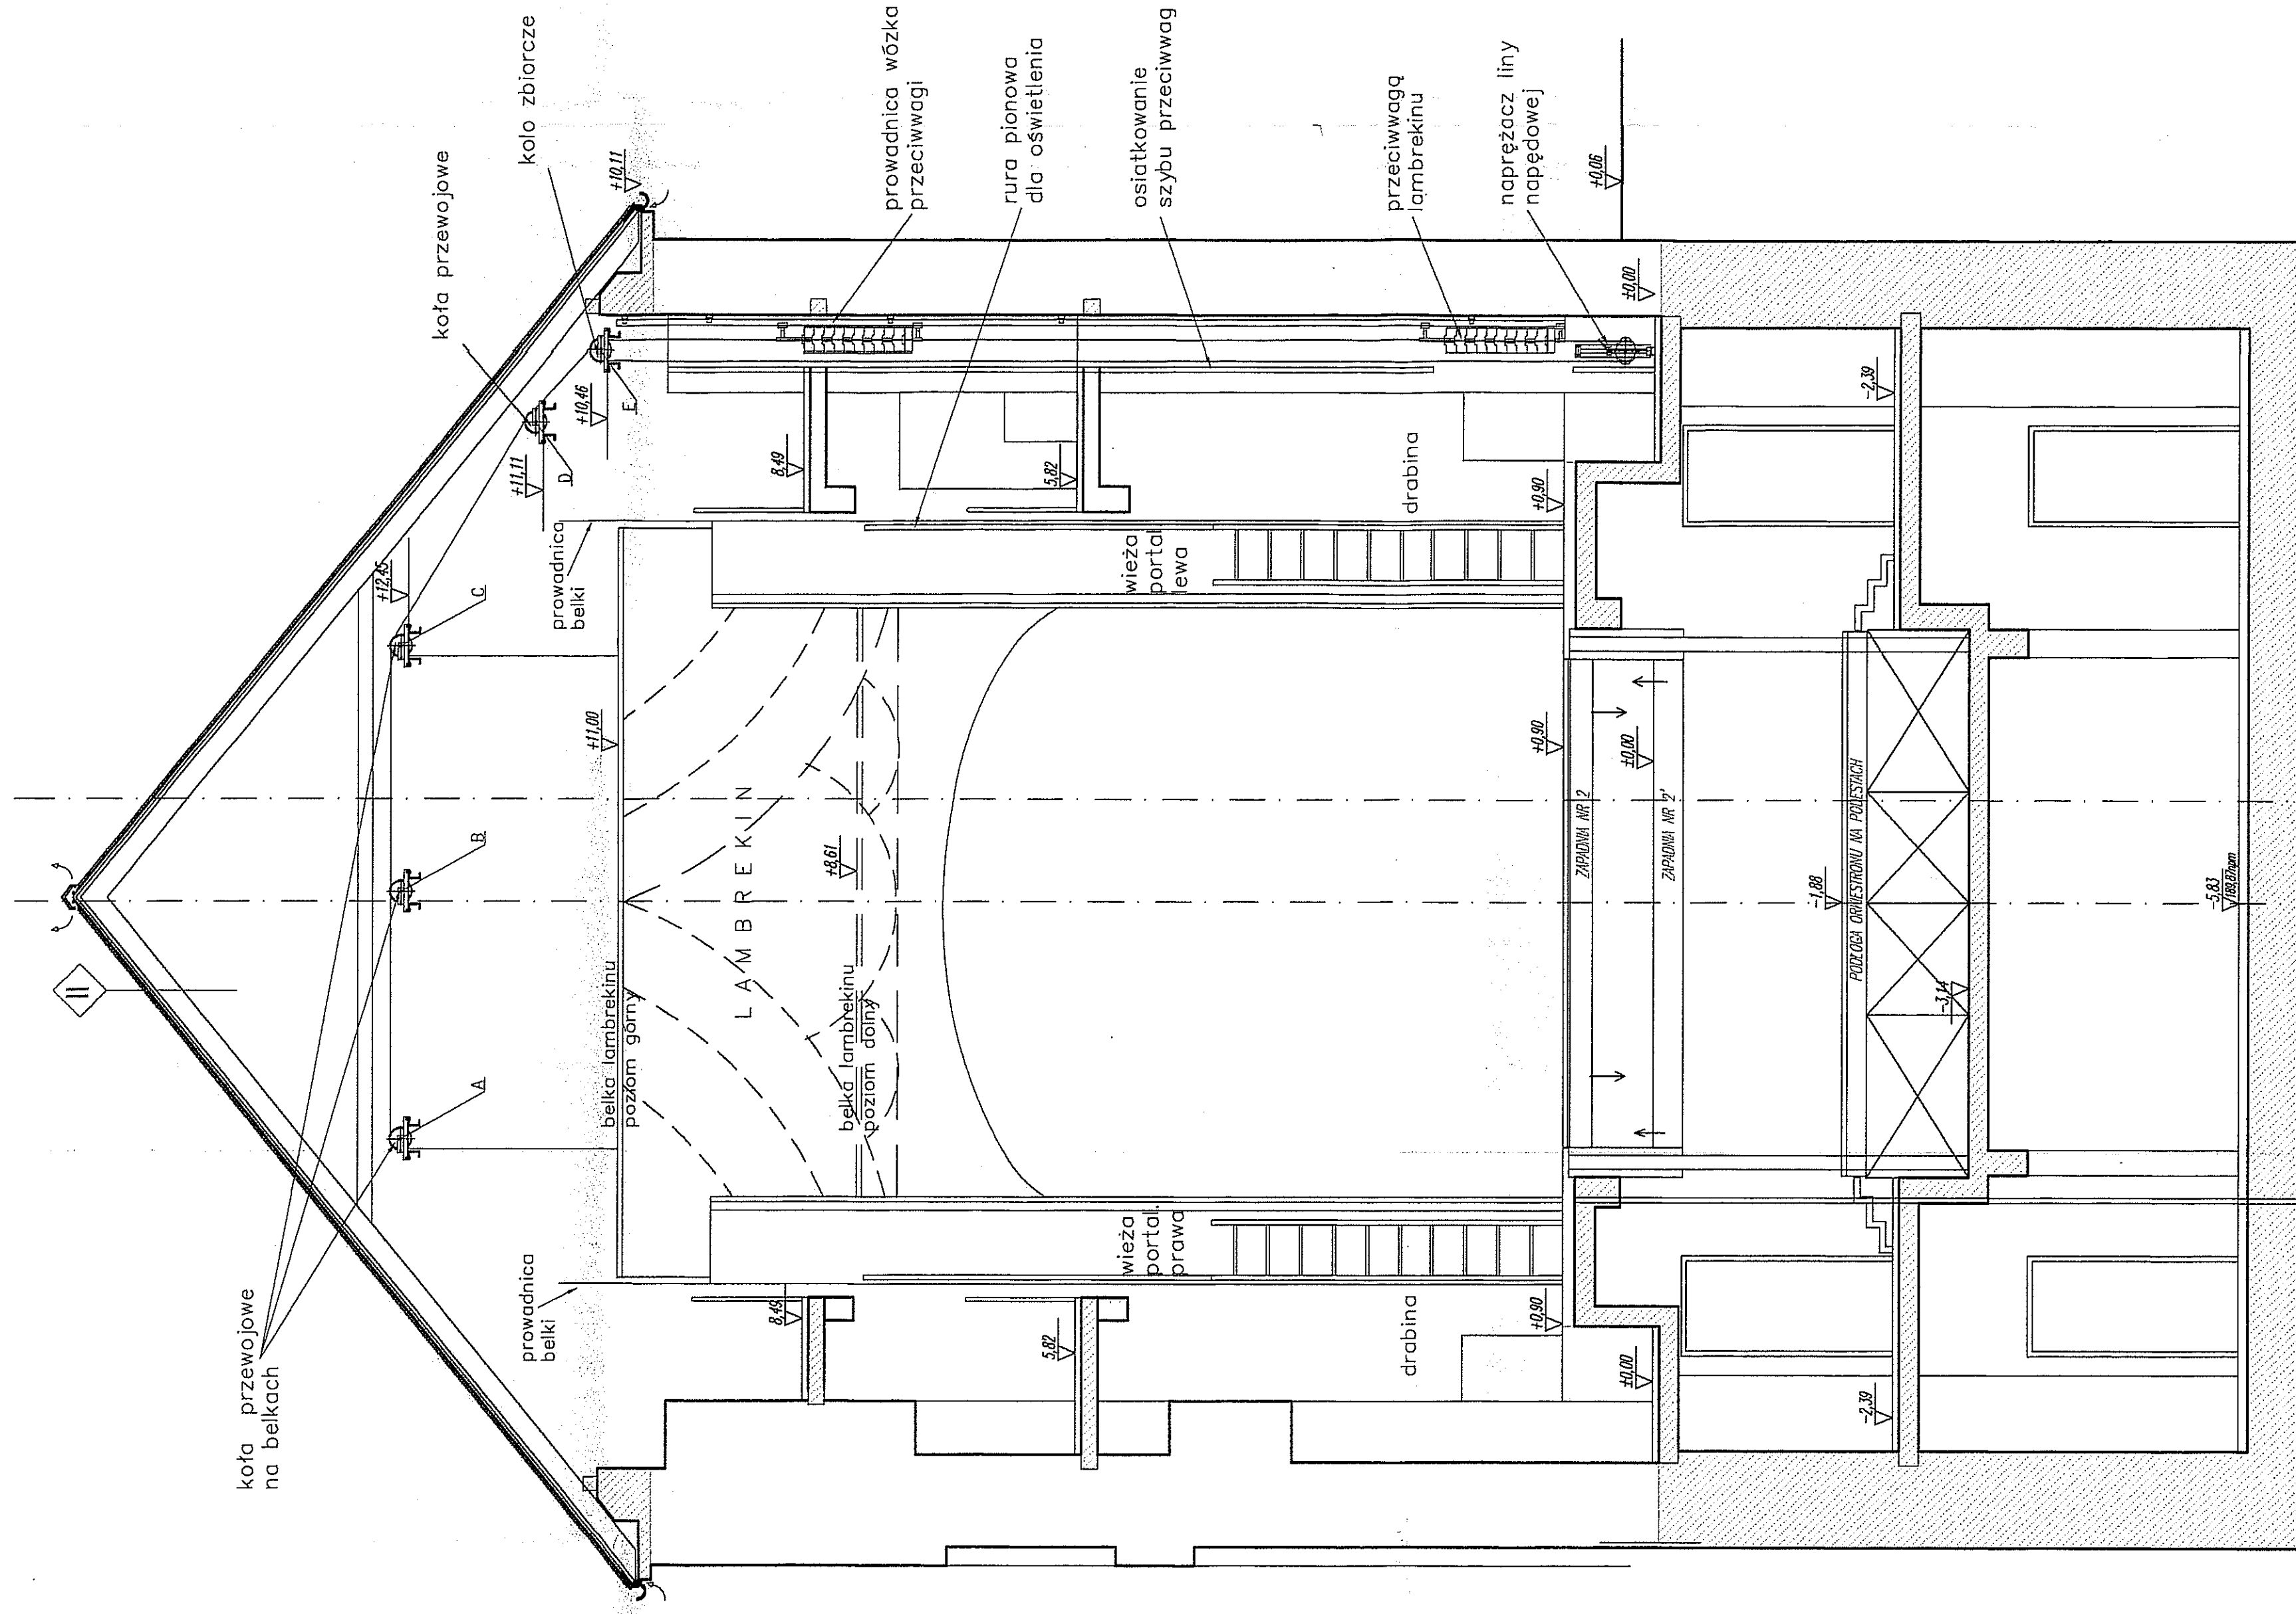 koła przewojowe
na belkach
II
A
B
C
D
E
koła przewojowe
koło zbiorcze
+12,45
+11,11
+10,46
+10,11
prowadnica
belki
prowadnica
belki
+11,00
belka lambrekinu
poziom górny
LAMBREKIN
+8,61
belka lambrekinu
poziom dolny
8,49
8,49
5,82
5,82
prowadnica wózka
przeciwwagi
rura pionowa
dla oświetlenia
osiatkowanie
szybu przeciwwag
przeciwwagą
lambrekinu
naprężacz liny
napędowej
wieża
portal.
prawa
wieża
portal
lewa
drabina
drabina
+0,90
+0,90
+0,90
+0,06
±0,00
±0,00
±0,00
ZAPADNIA NR 2
ZAPADNIA NR 2'
-1,88
PODŁOGA ORKIESTRONU NA PODESTACH
-2,39
-2,39
-3,14
-5,83
/189,87npm